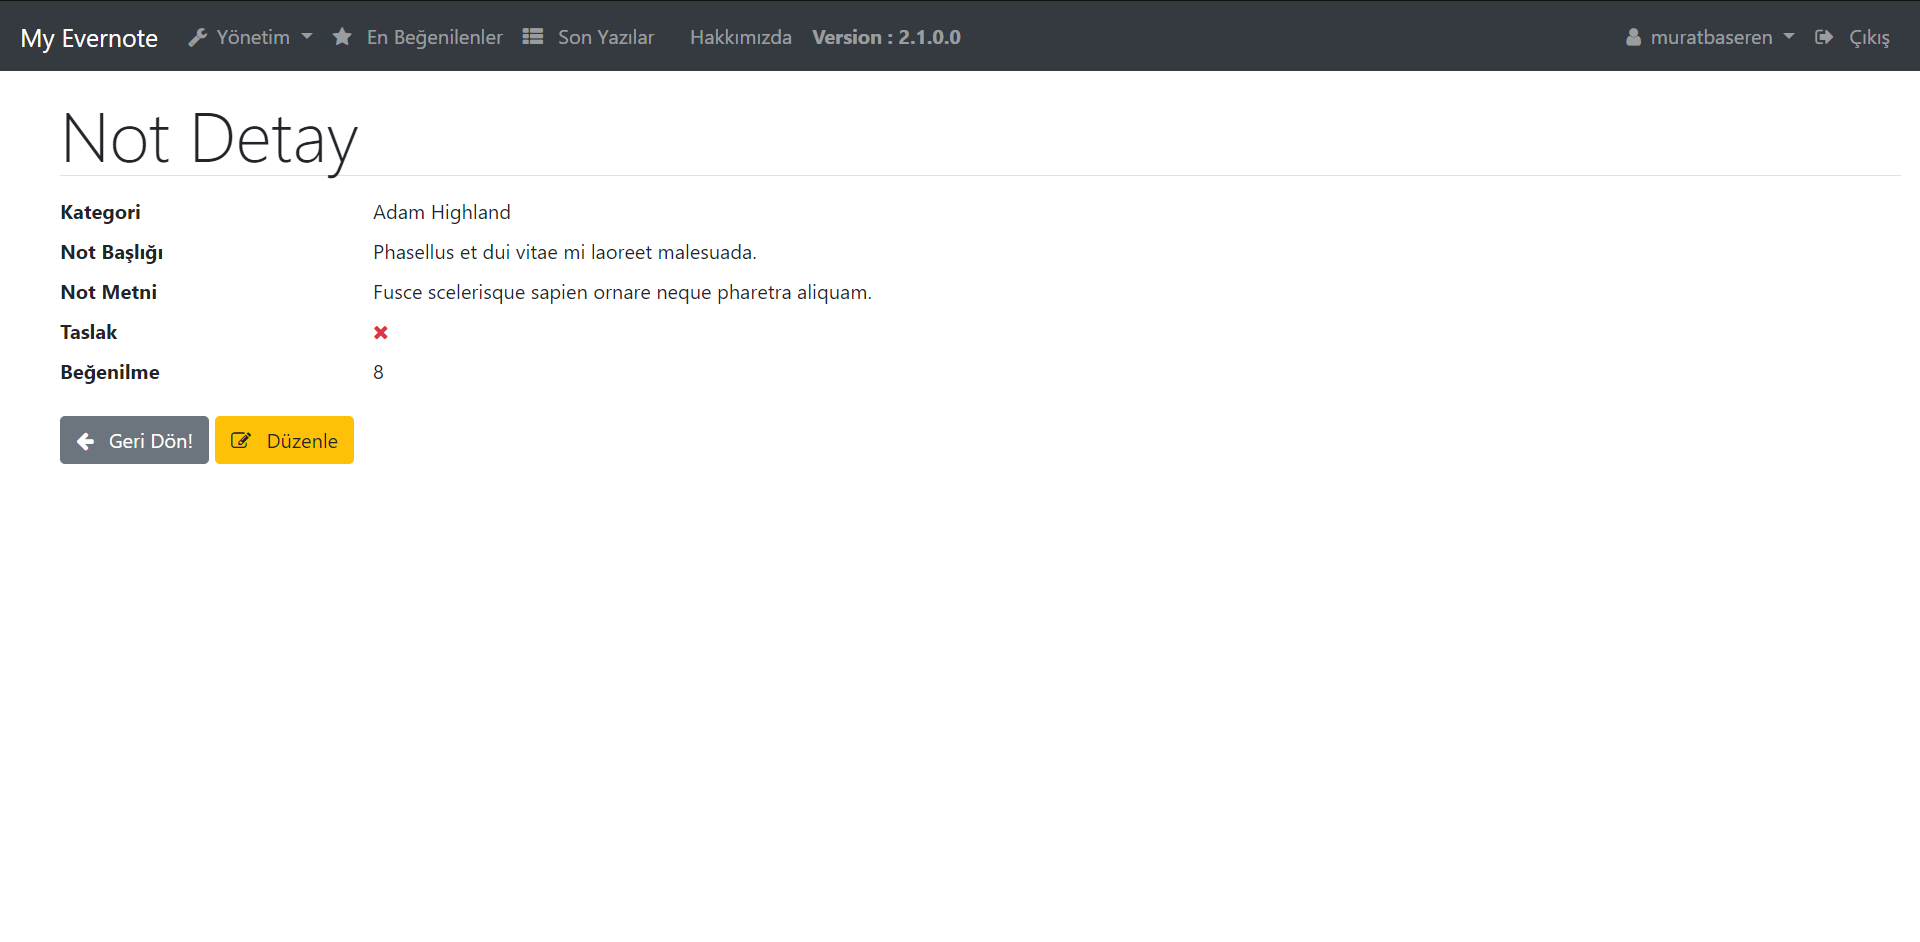 My Evernote Yönetim En Beğenilenler Son Yazılar Hakkımızda Version : 2.1.0.0 muratbaseren Çıkış
Not Detay
Kategori Adam Highland
Not Başlığı Phasellus et dui vitae mi laoreet malesuada.
Not Metni Fusce scelerisque sapien ornare neque pharetra aliquam.
Taslak
Beğenilme 8
Geri Dön! Düzenle